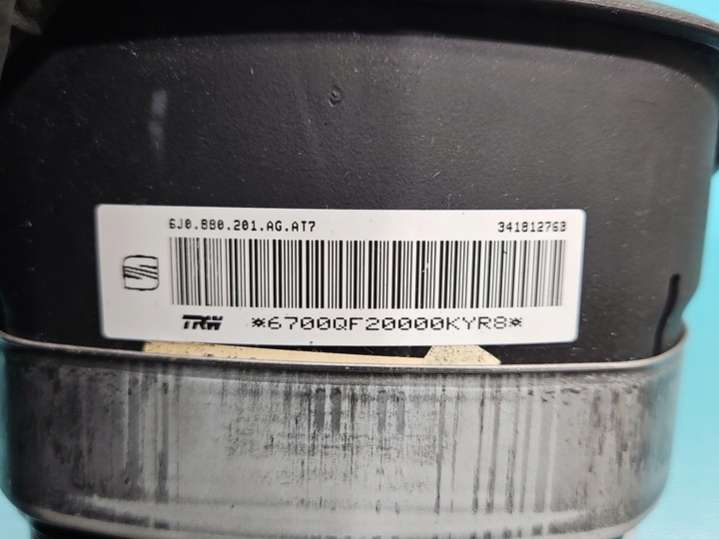 6J0.880.201.AG.AT7 341812763
TRW *6700QF20000KYR8*